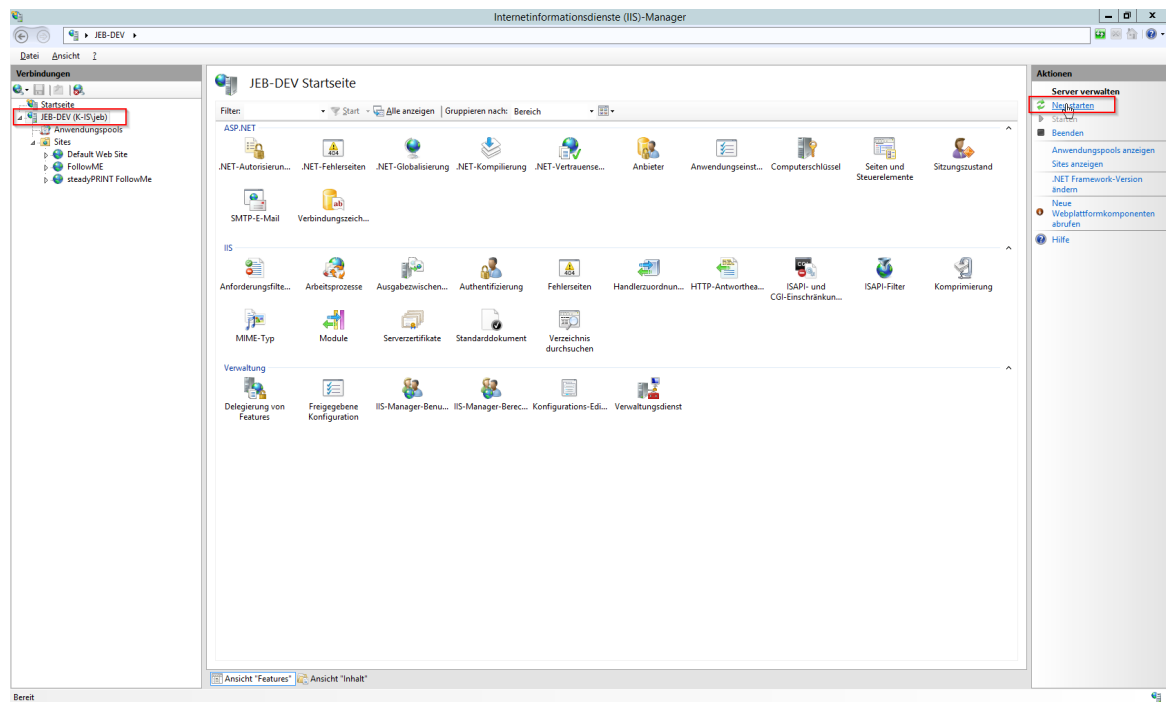 Internetinformationsdienste (IIS)-Manager
JEB-DEV
Datei Ansicht ?
Verbindungen
Startseite
JEB-DEV (K-IS\jeb)
Anwendungspools
Sites
Default Web Site
FollowME
steadyPRINT FollowMe
JEB-DEV Startseite
Filter: Start Alle anzeigen Gruppieren nach: Bereich
ASP.NET
.NET-Autorisierun... .NET-Fehlerseiten .NET-Globalisierung .NET-Kompilierung .NET-Vertrauense... Anbieter Anwendungseinst... Computerschlüssel Seiten und Steuerelemente Sitzungszustand
SMTP-E-Mail Verbindungszeich...
IIS
Anforderungsfilte... Arbeitsprozesse Ausgabezwischen... Authentifizierung Fehlerseiten Handlerzuordnun... HTTP-Antworthea... ISAPI- und CGI-Einschränkun... ISAPI-Filter Komprimierung
MIME-Typ Module Serverzertifikate Standarddokument Verzeichnis durchsuchen
Verwaltung
Delegierung von Features Freigegebene Konfiguration IIS-Manager-Benu... IIS-Manager-Berec... Konfigurations-Edi... Verwaltungsdienst
Ansicht "Features" Ansicht "Inhalt"
Aktionen
Server verwalten
Neu starten
Starten
Beenden
Anwendungspools anzeigen
Sites anzeigen
.NET Framework-Version
ändern
Neue
Webplattformkomponenten
abrufen
Hilfe
Bereit